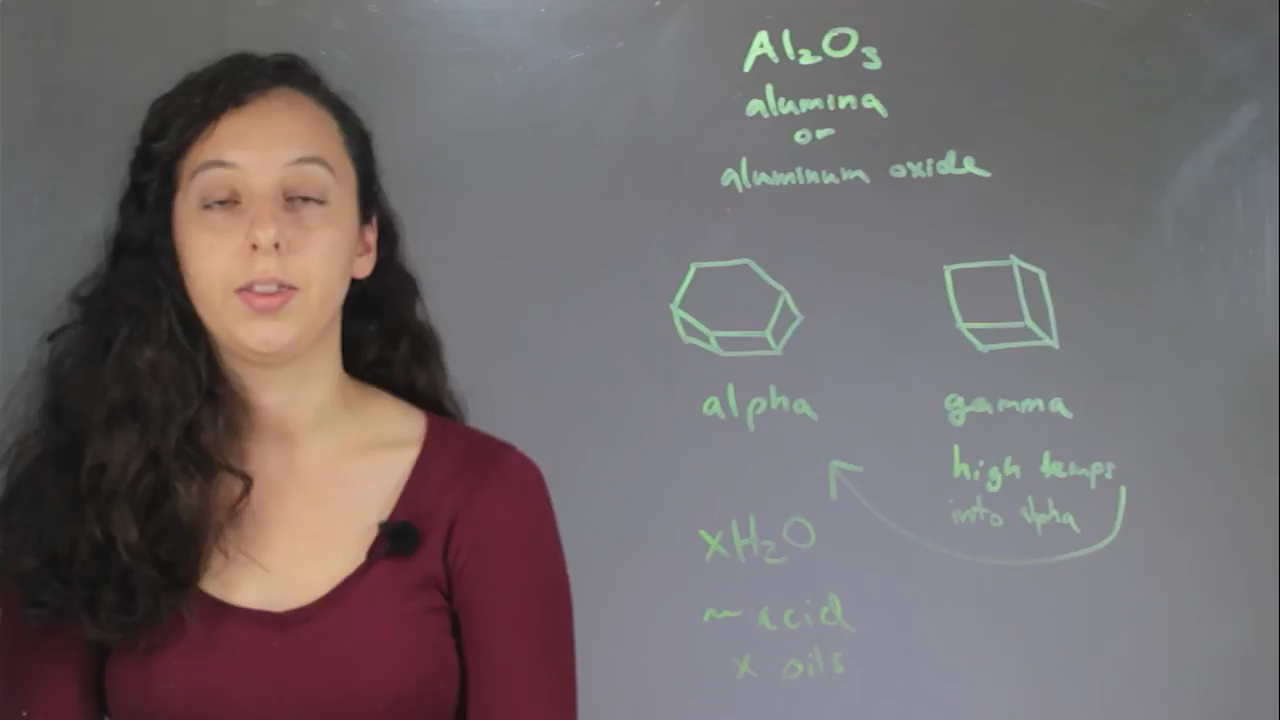 Al₂O₃
alumina
or
aluminum oxide
alpha
gamma
high temps
into alpha
xH₂O
~ acid
x oils